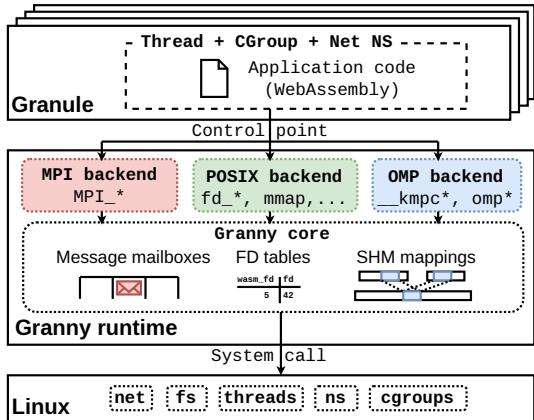 Thread + CGroup + Net NS
Application code
(WebAssembly)
Granule
Control point
MPI backend
MPI_*
POSIX backend
fd_*, mmap,...
OMP backend
__kmpc*, omp*
Granny core
Message mailboxes
FD tables
SHM mappings
wasm_fd fd
5 42
Granny runtime
System call
Linux
net fs threads ns cgroups